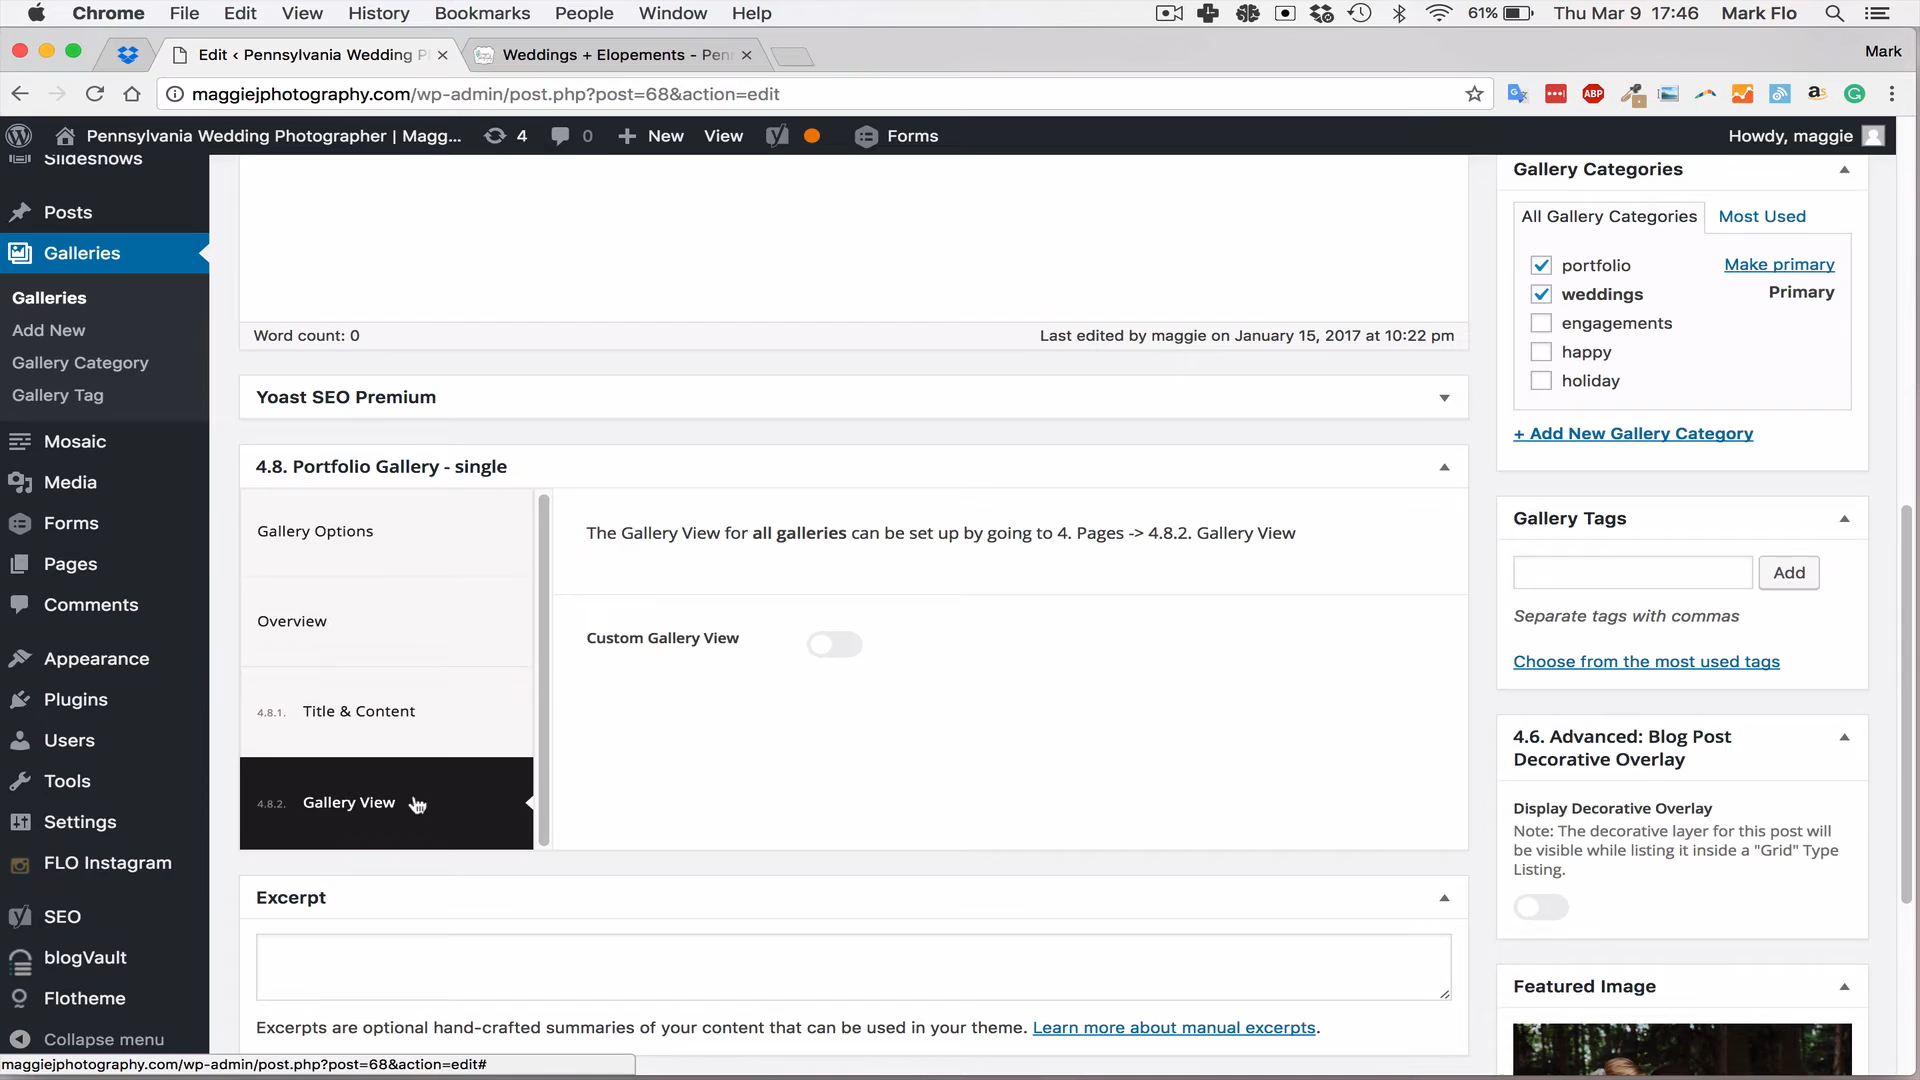 Chrome File Edit View History Bookmarks People Window Help 61% Thu Mar 9 17:46 Mark Flo
Edit ‹ Pennsylvania Wedding P Weddings + Elopements - Penn Mark
maggiejphotography.com/wp-admin/post.php?post=68&action=edit ABP a
Pennsylvania Wedding Photographer | Magg... 4 0 New View Forms Howdy, maggie
Slideshows
Posts
Galleries
Galleries
Add New
Gallery Category
Gallery Tag
Mosaic
Media
Forms
Pages
Comments
Appearance
Plugins
Users
Tools
Settings
FLO Instagram
SEO
blogVault
Flotheme
Collapse menu
Word count: 0 Last edited by maggie on January 15, 2017 at 10:22 pm
Yoast SEO Premium
4.8. Portfolio Gallery - single
Gallery Options
Overview
4.8.1. Title & Content
4.8.2. Gallery View
The Gallery View for all galleries can be set up by going to 4. Pages -> 4.8.2. Gallery View
Custom Gallery View
Excerpt
Excerpts are optional hand-crafted summaries of your content that can be used in your theme. Learn more about manual excerpts.
Gallery Categories
All Gallery Categories Most Used
portfolio Make primary
weddings Primary
engagements
happy
holiday
+ Add New Gallery Category
Gallery Tags
Add
Separate tags with commas
Choose from the most used tags
4.6. Advanced: Blog Post
Decorative Overlay
Display Decorative Overlay
Note: The decorative layer for this post will
be visible while listing it inside a "Grid" Type
Listing.
Featured Image
maggiejphotography.com/wp-admin/post.php?post=68&action=edit#